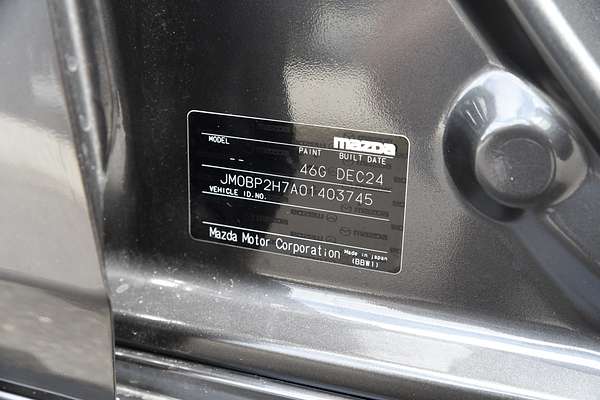 mazda
MODEL PAINT BUILT DATE
-- 46G DEC24
JM0BP2H7A01403745
VEHICLE ID.NO.
Mazda Motor Corporation Made in japan
(BBW1)